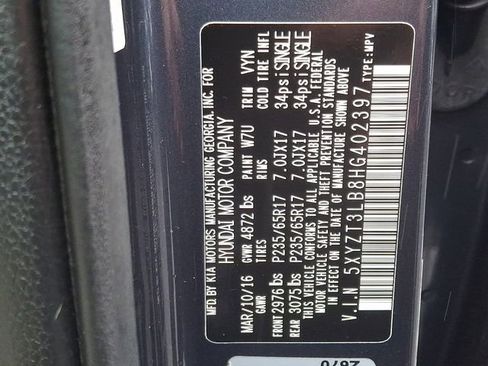 MFD. BY KIA MOTORS MANUFACTURING GEORGIA, INC. FOR
HYUNDAI MOTOR COMPANY
MAR/10/16 GVWR 4872 lbs PAINT W7U TRIM VYN
GAWR TIRES RIMS COLD TIRE INFL
FRONT 2976 lbs P235/65R17 7.0JX17 34psi SINGLE
REAR 3075 lbs P235/65R17 7.0JX17 34psi SINGLE
THIS VEHICLE CONFORMS TO ALL APPLICABLE U.S.A. FEDERAL
MOTOR VEHICLE SAFETY AND THEFT PREVENTION STANDARDS
IN EFFECT ON THE DATE OF MANUFACTURE SHOWN ABOVE
V.I.N 5XYZT3LB8HG402397 TYPE:MPV